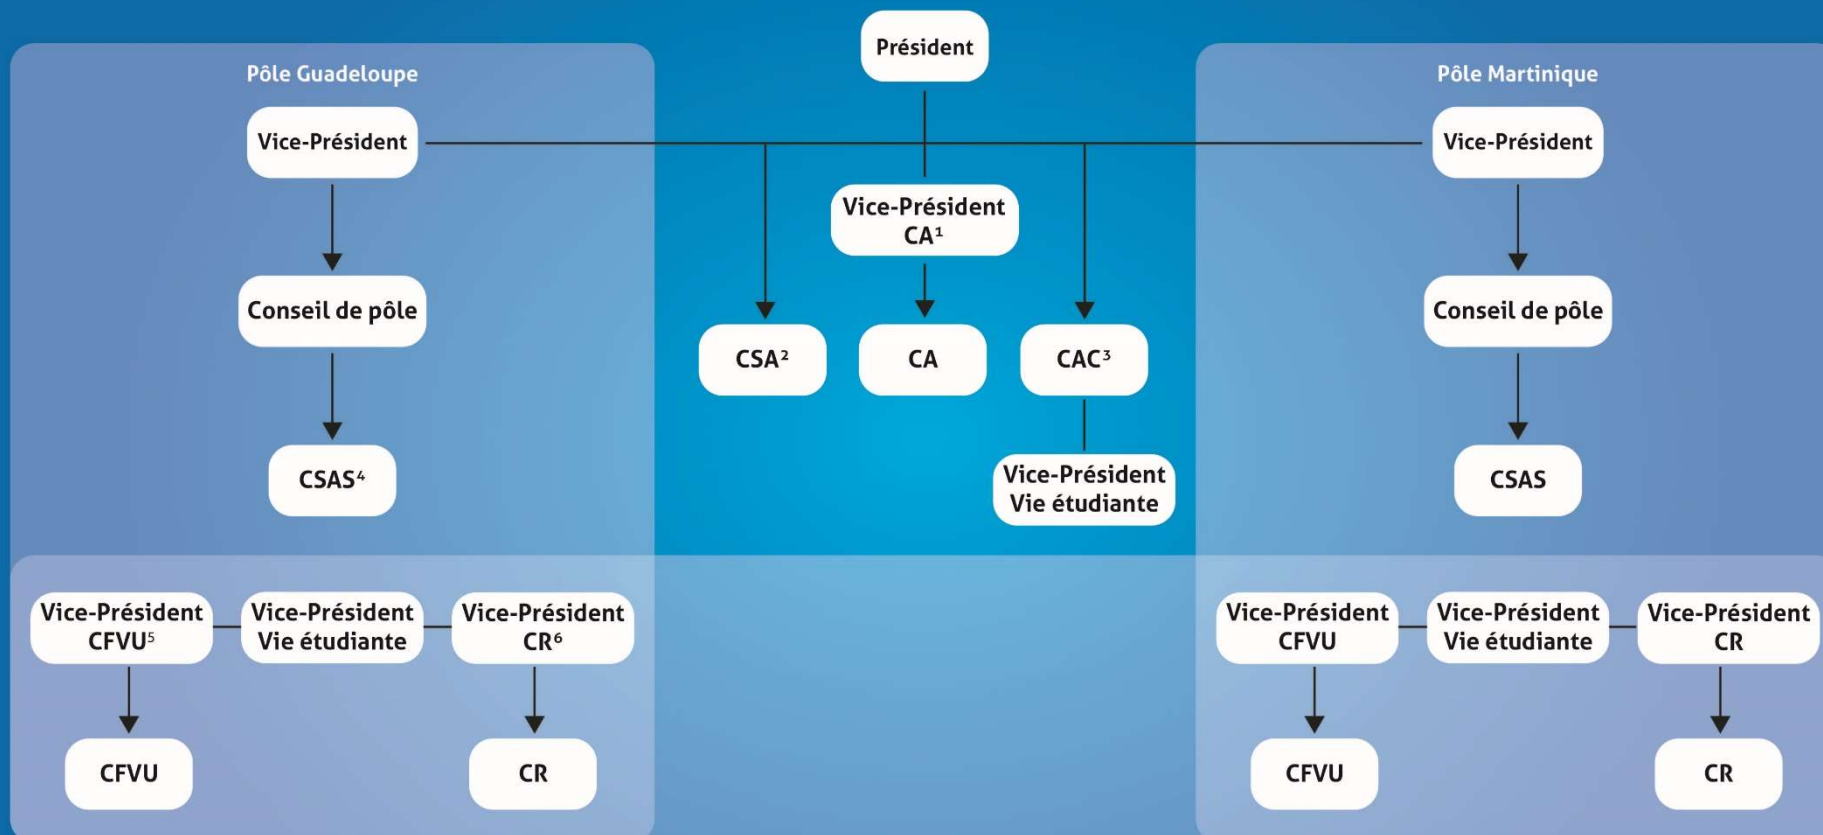 Président
Pôle Guadeloupe
Pôle Martinique
Vice-Président
Vice-Président
Vice-Président
CA¹
Conseil de pôle
Conseil de pôle
CSA²
CA
CAC³
CSAS⁴
Vice-Président
Vie étudiante
CSAS
Vice-Président
CFVU⁵
Vice-Président
Vie étudiante
Vice-Président
CR⁶
Vice-Président
CFVU
Vice-Président
Vie étudiante
Vice-Président
CR
CFVU
CR
CFVU
CR